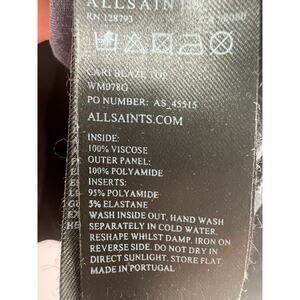 ALLSAINTS
RN 128793
CARI BLAZE TOP
WM078G
PO NUMBER: AS_45515
ALLSAINTS.COM
INSIDE:
100% VISCOSE
OUTER PANEL:
100% POLYAMIDE
INSERTS:
95% POLYAMIDE
5% ELASTANE
WASH INSIDE OUT, HAND WASH
SEPARATELY IN COLD WATER.
RESHAPE WHILST DAMP. IRON ON
REVERSE SIDE. DO NOT DRY IN
DIRECT SUNLIGHT. STORE FLAT.
MADE IN PORTUGAL